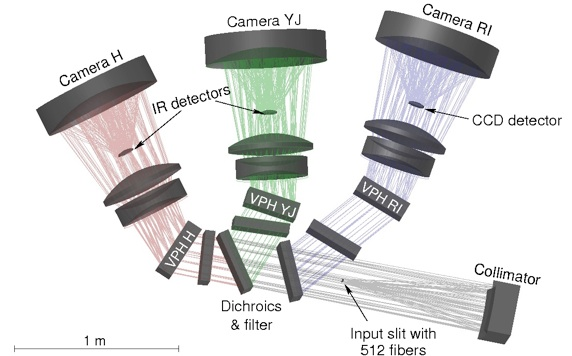 Camera H
Camera YJ
Camera RI
IR detectors
CCD detector
VPH H
VPH YJ
VPH RI
Collimator
Dichroics
& filter
Input slit with
512 fibers
1 m